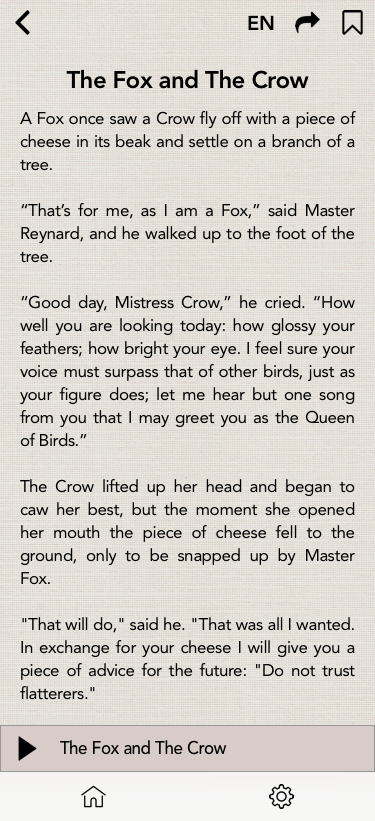 EN
The Fox and The Crow
A Fox once saw a Crow fly off with a piece of
cheese in its beak and settle on a branch of a
tree.
“That’s for me, as I am a Fox,” said Master
Reynard, and he walked up to the foot of the
tree.
“Good day, Mistress Crow,” he cried. “How
well you are looking today: how glossy your
feathers; how bright your eye. I feel sure your
voice must surpass that of other birds, just as
your figure does; let me hear but one song
from you that I may greet you as the Queen
of Birds.”
The Crow lifted up her head and began to
caw her best, but the moment she opened
her mouth the piece of cheese fell to the
ground, only to be snapped up by Master
Fox.
"That will do," said he. "That was all I wanted.
In exchange for your cheese I will give you a
piece of advice for the future: "Do not trust
flatterers."
The Fox and The Crow